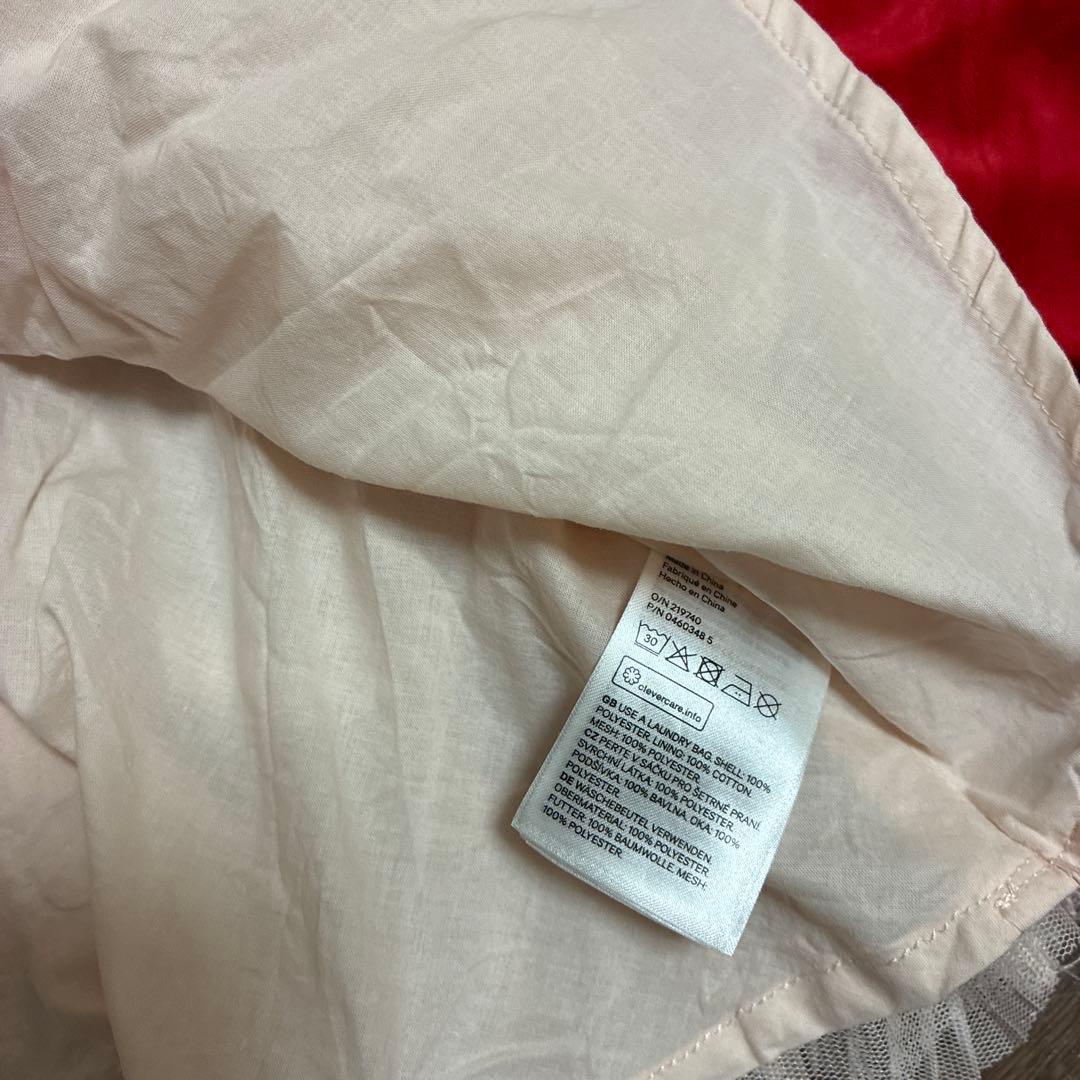 Made in China
Fabriqué en Chine
Hecho en China
O/N 219740
P/N 0460348 5
30
clevercare.info
GB USE A LAUNDRY BAG. SHELL: 100%
POLYESTER. LINING: 100% COTTON.
MESH: 100% POLYESTER.
CZ PERTE V SÁČKU PRO ŠETRNÉ PRANÍ.
SVRCHNÍ LÁTKA: 100% POLYESTER.
PODŠÍVKA: 100% BAVLNA. OKA: 100%
POLYESTER.
DE WÄSCHEBEUTEL VERWENDEN.
OBERMATERIAL: 100% POLYESTER.
FUTTER: 100% BAUMWOLLE. MESH:
100% POLYESTER.